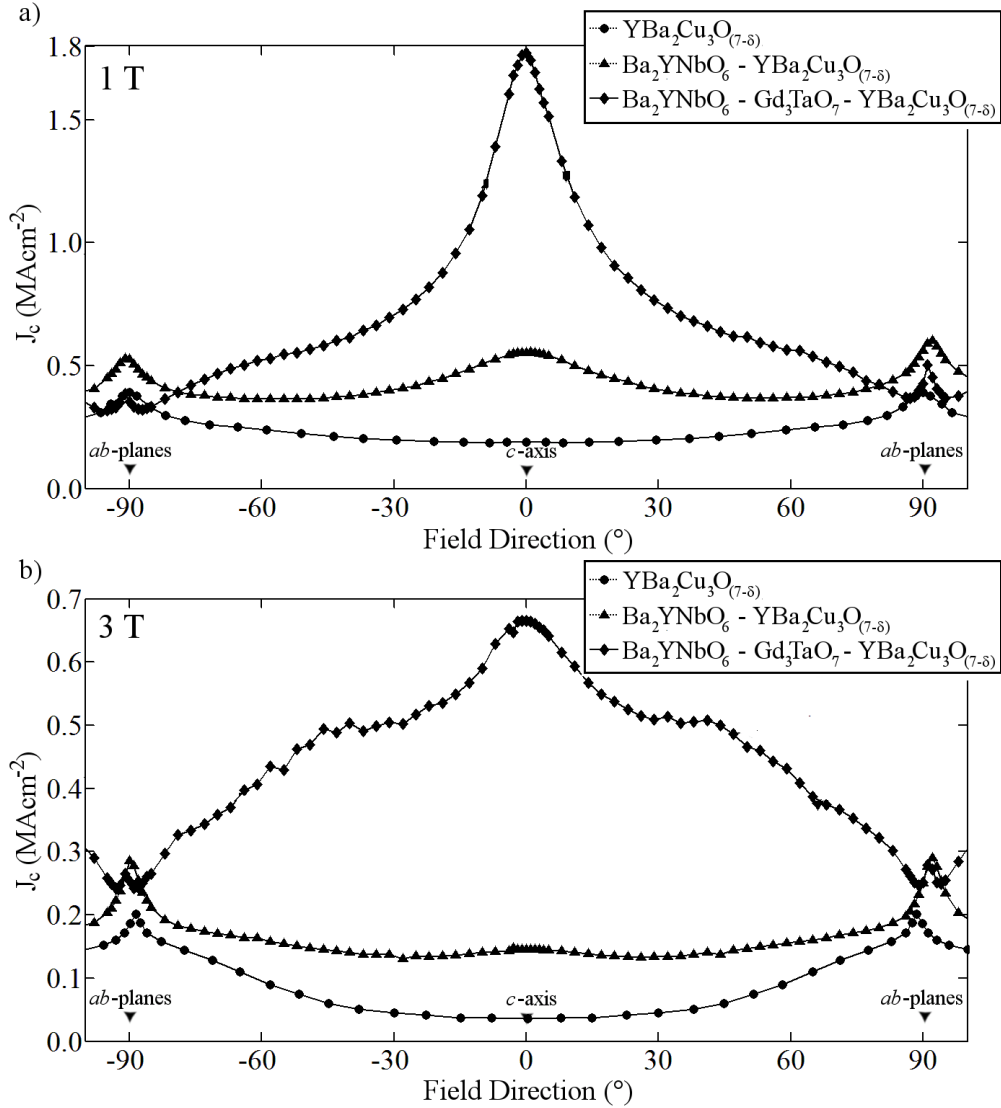 a)
1 T
YBa₂Cu₃O₍₇₋δ₎
Ba₂YNbO₆ - YBa₂Cu₃O₍₇₋δ₎
Ba₂YNbO₆ - Gd₃TaO₇ - YBa₂Cu₃O₍₇₋δ₎
1.8
1.5
1.0
0.5
0.0
J_c (MAcm⁻²)
ab-planes c-axis ab-planes
-90 -60 -30 0 30 60 90
Field Direction (°)
b)
3 T
YBa₂Cu₃O₍₇₋δ₎
Ba₂YNbO₆ - YBa₂Cu₃O₍₇₋δ₎
Ba₂YNbO₆ - Gd₃TaO₇ - YBa₂Cu₃O₍₇₋δ₎
0.7
0.6
0.5
0.4
0.3
0.2
0.1
0.0
J_c (MAcm⁻²)
ab-planes c-axis ab-planes
-90 -60 -30 0 30 60 90
Field Direction (°)